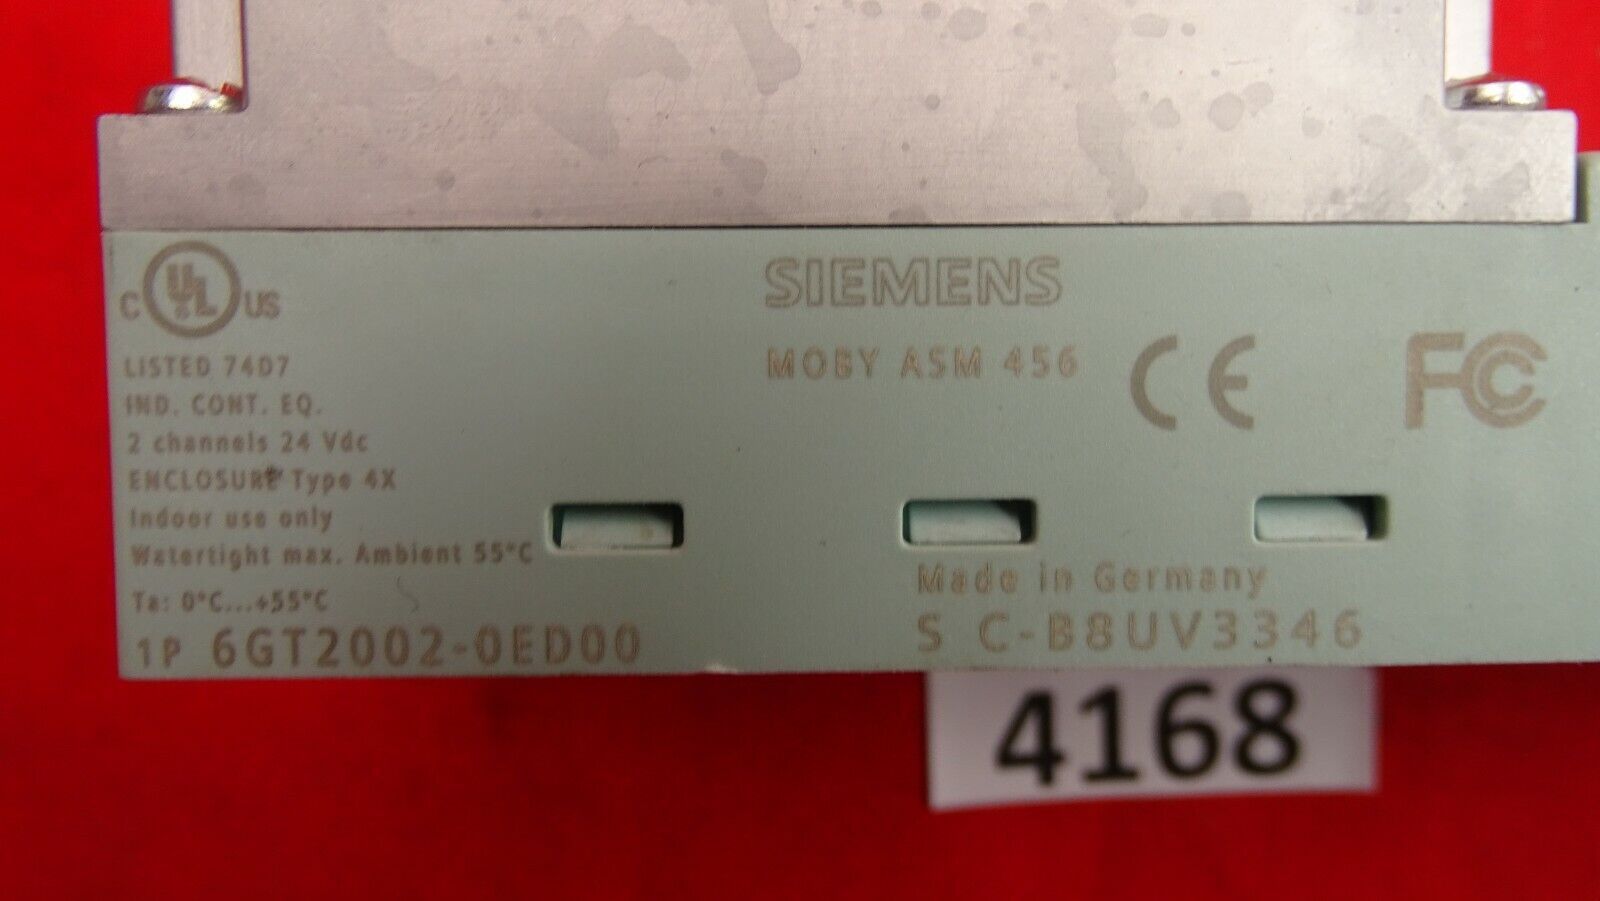 C UL® US
LISTED 74D7
IND. CONT. EQ.
2 channels 24 Vdc
ENCLOSURE Type 4X
Indoor use only
Watertight max. Ambient 55°C
Ta: 0°C...+55°C
1P 6GT2002-0ED00
SIEMENS
MOBY ASM 456
CE
FC
Made in Germany
S C-B8UV3346
4168